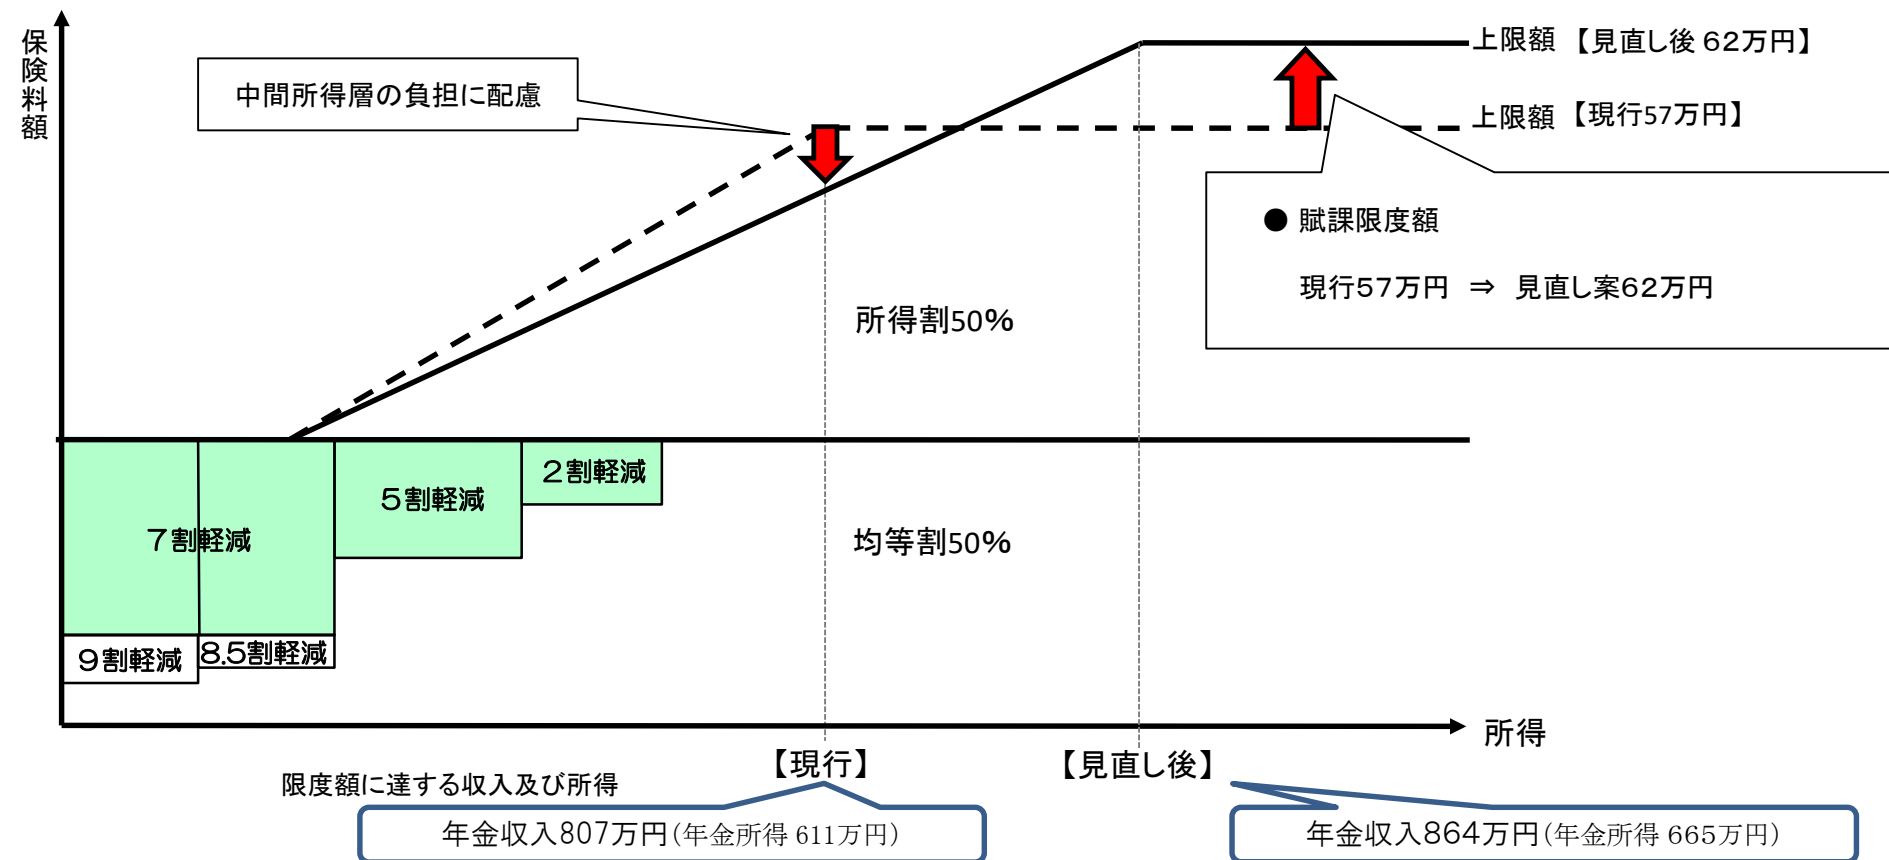 保険料額
上限額 【見直し後 62万円】
中間所得層の負担に配慮
上限額 【現行57万円】
● 賦課限度額
現行57万円 ⇒ 見直し案62万円
所得割50%
2割軽減
5割軽減
7割軽減
均等割50%
9割軽減
8.5割軽減
所得
【現行】
【見直し後】
限度額に達する収入及び所得
年金収入807万円(年金所得 611万円)
年金収入864万円(年金所得 665万円)